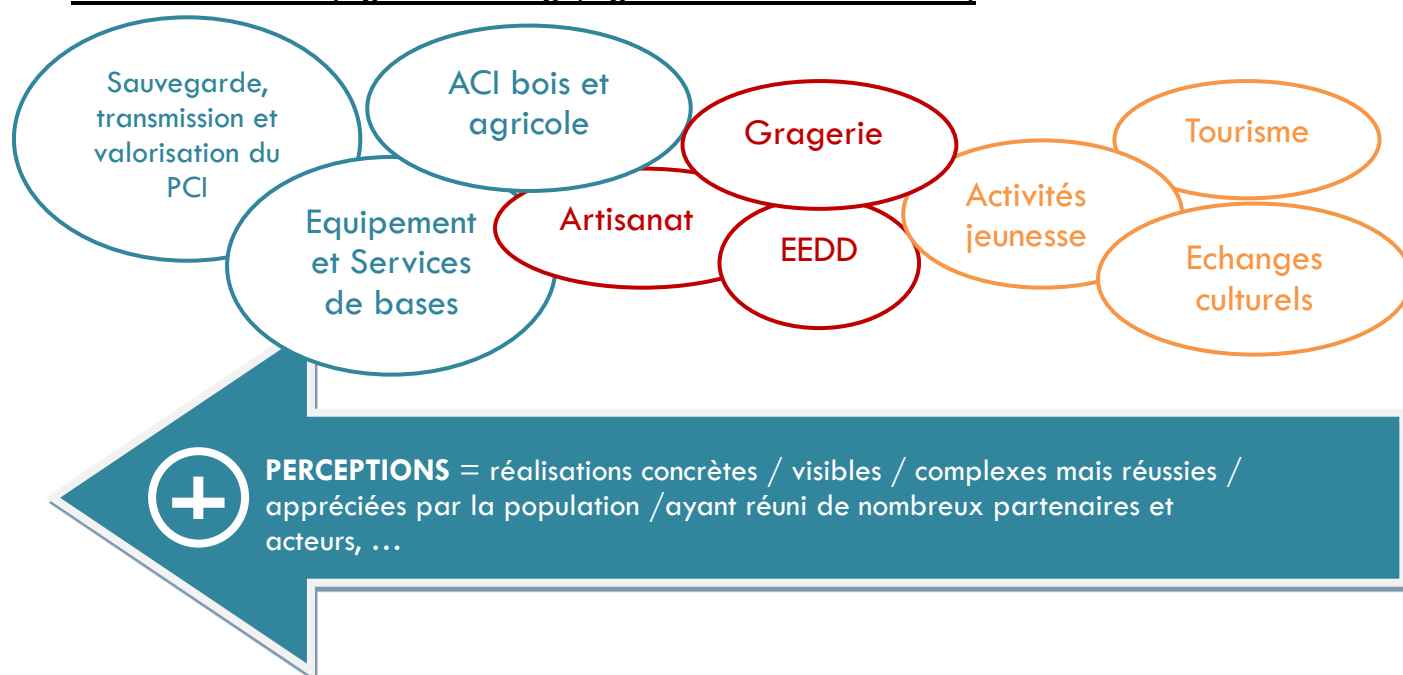 Sauvegarde,
transmission et
valorisation du
PCI
ACI bois et
agricole
Equipement
et Services
de bases
Artisanat
Gragerie
EEDD
Activités
jeunesse
Tourisme
Echanges
culturels
PERCEPTIONS = réalisations concrètes / visibles / complexes mais réussies /
appréciées par la population /ayant réuni de nombreux partenaires et
acteurs, …